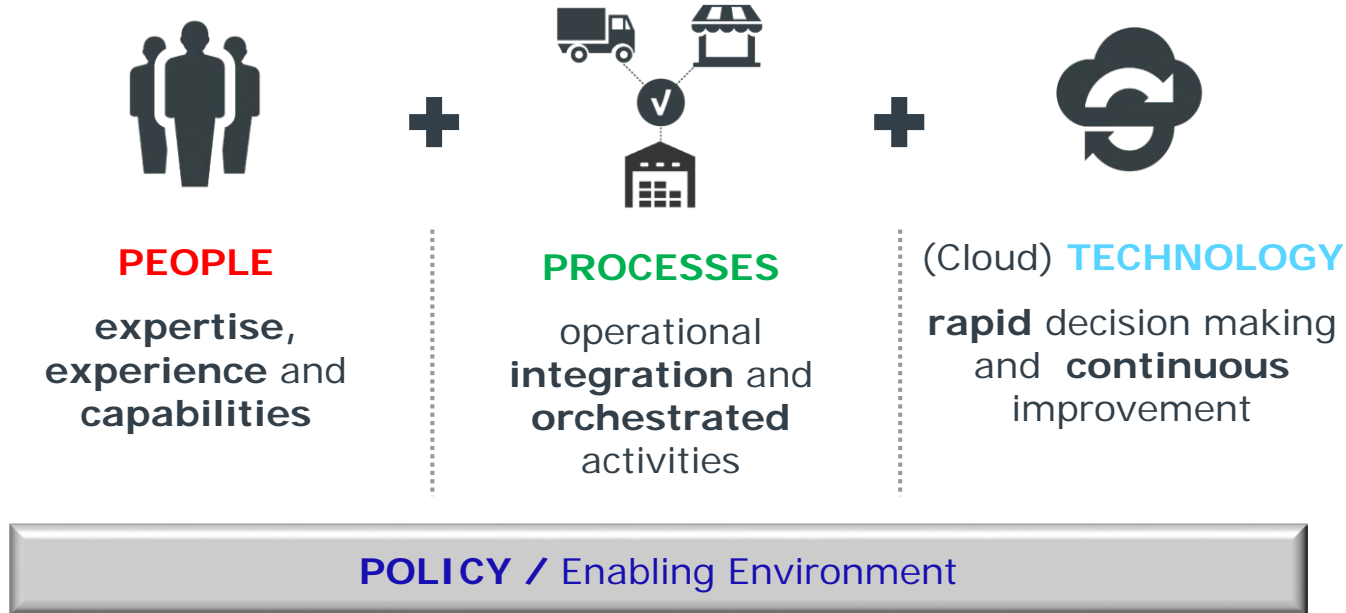 PEOPLE
expertise,
experience and
capabilities
PROCESSES
operational
integration and
orchestrated
activities
(Cloud) TECHNOLOGY
rapid decision making
and continuous
improvement
POLICY / Enabling Environment